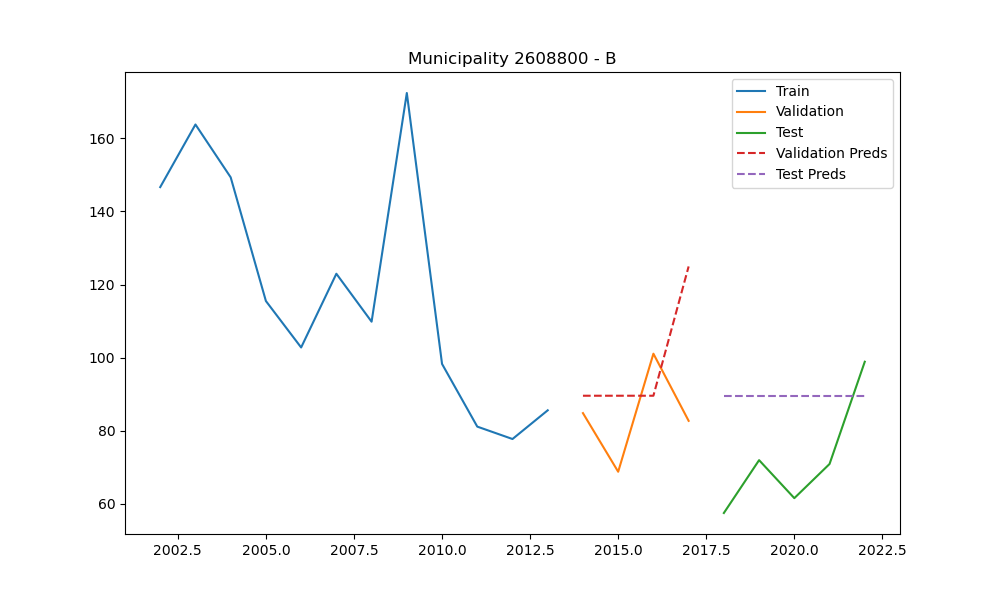 Municipality 2608800 - B
Train
Validation
Test
Validation Preds
Test Preds
160
140
120
100
80
60
2002.5 2005.0 2007.5 2010.0 2012.5 2015.0 2017.5 2020.0 2022.5